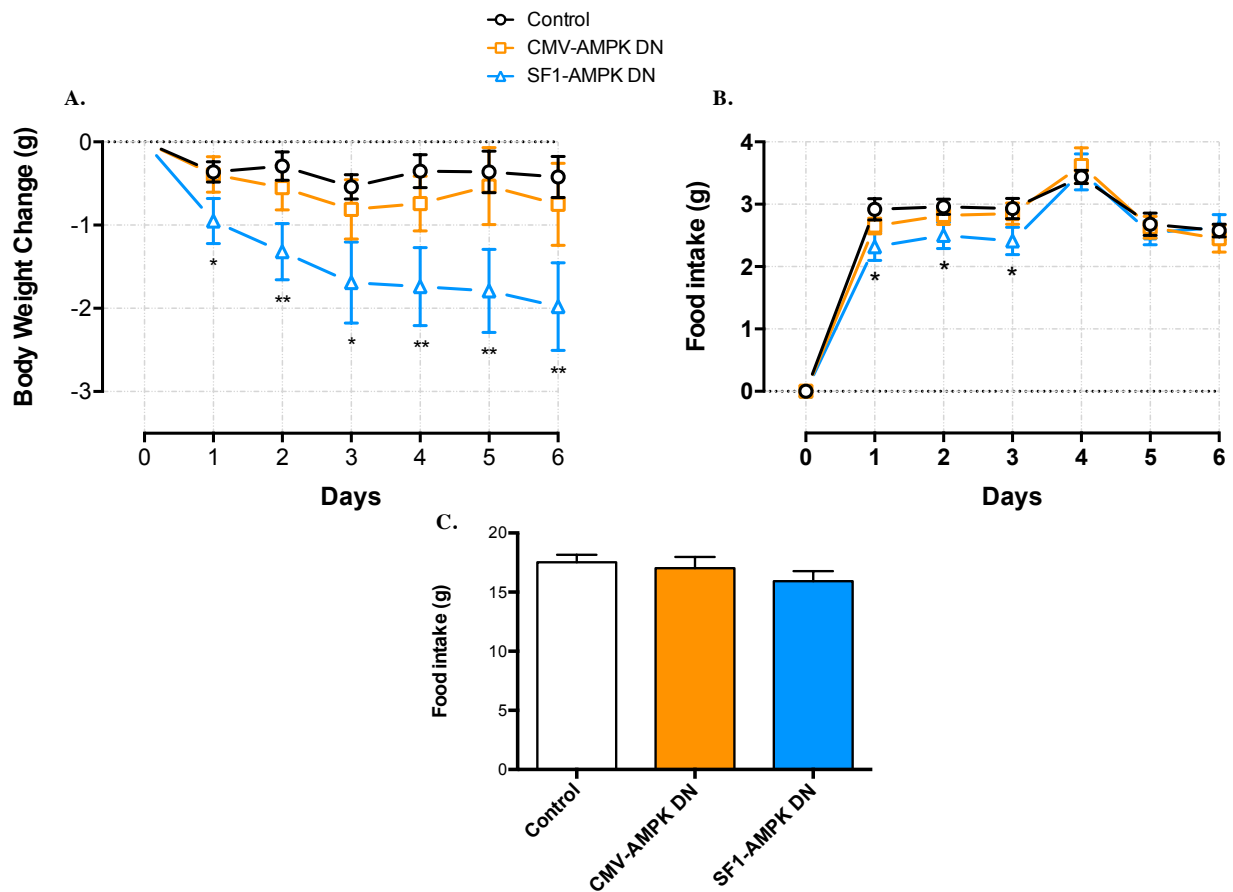 Control
CMV-AMPK DN
SF1-AMPK DN
A.
Body Weight Change (g)
0
-1
-2
-3
*
**
*
**
**
**
0 1 2 3 4 5 6
Days
B.
Food intake (g)
4
3
2
1
0
*
*
*
0 1 2 3 4 5 6
Days
C.
Food intake (g)
20
15
10
5
0
Control
CMV-AMPK DN
SF1-AMPK DN